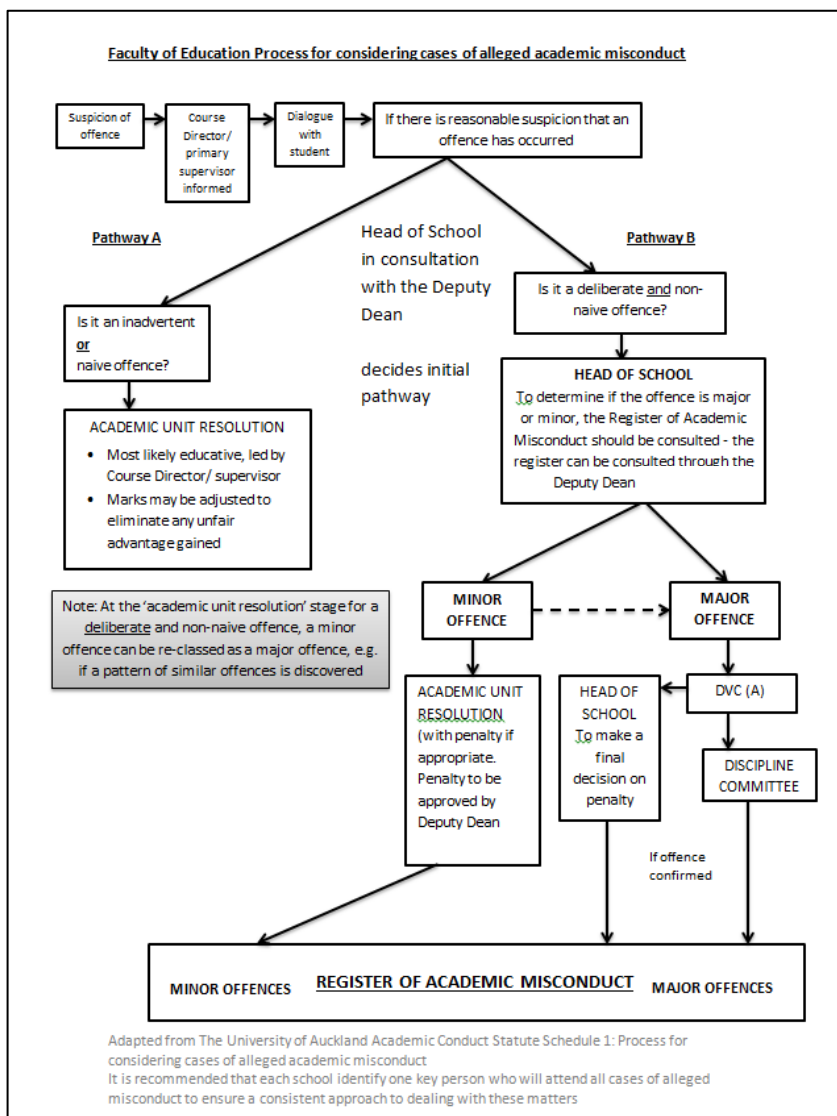 Faculty of Education Process for considering cases of alleged academic misconduct
Suspicion of
offence
Course
Director/
primary
supervisor
informed
Dialogue
with
student
If there is reasonable suspicion that an
offence has occurred
Pathway A
Head of School
in consultation
with the Deputy
Dean
decides initial
pathway
Pathway B
Is it an inadvertent
or
naive offence?
Is it a deliberate and non-
naive offence?
ACADEMIC UNIT RESOLUTION
• Most likely educative, led by
Course Director/ supervisor
• Marks may be adjusted to
eliminate any unfair
advantage gained
HEAD OF SCHOOL
To determine if the offence is major
or minor, the Register of Academic
Misconduct should be consulted - the
register can be consulted through the
Deputy Dean
Note: At the ‘academic unit resolution’ stage for a
deliberate and non-naive offence, a minor
offence can be re-classed as a major offence, e.g.
if a pattern of similar offences is discovered
MINOR
OFFENCE
MAJOR
OFFENCE
ACADEMIC UNIT
RESOLUTION
(with penalty if
appropriate.
Penalty to be
approved by
Deputy Dean
HEAD OF
SCHOOL
To make a
final
decision on
penalty
DVC (A)
DISCIPLINE
COMMITTEE
If offence
confirmed
MINOR OFFENCES
REGISTER OF ACADEMIC MISCONDUCT
MAJOR OFFENCES
Adapted from The University of Auckland Academic Conduct Statute Schedule 1: Process for
considering cases of alleged academic misconduct
It is recommended that each school identify one key person who will attend all cases of alleged
misconduct to ensure a consistent approach to dealing with these matters